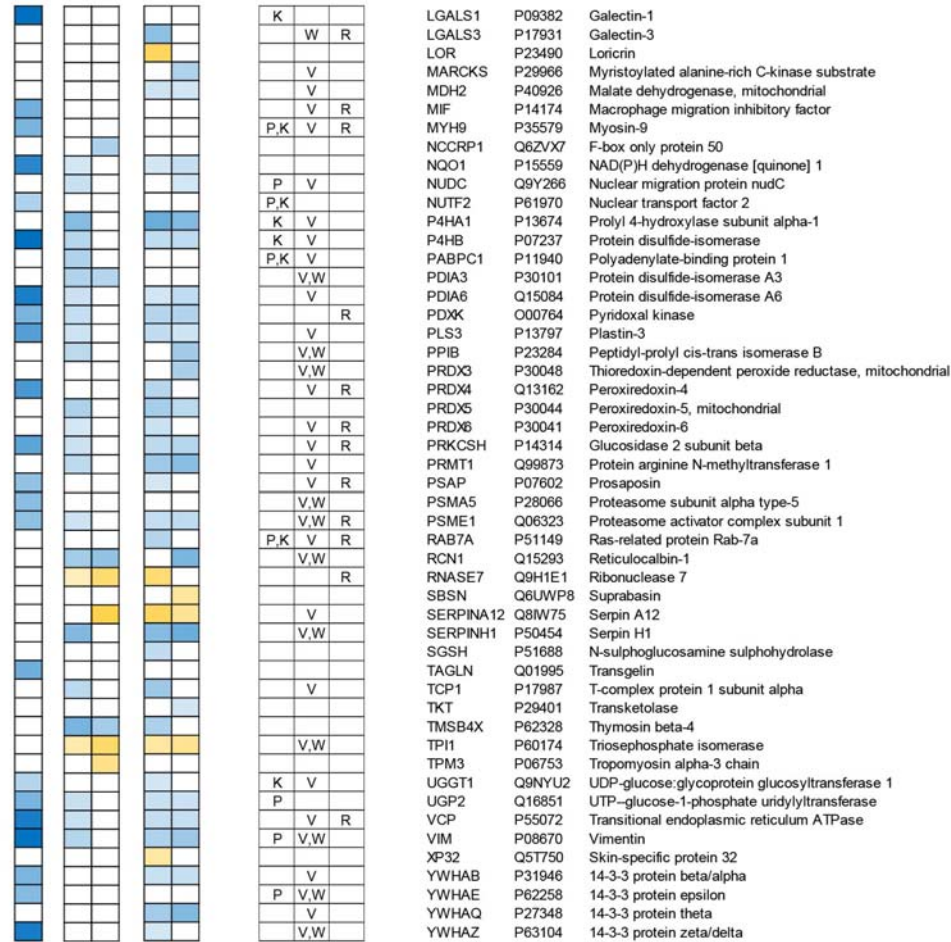 K LGALS1 P09382 Galectin-1
W R LGALS3 P17931 Galectin-3
LOR P23490 Loricrin
V MARCKS P29966 Myristoylated alanine-rich C-kinase substrate
V MDH2 P40926 Malate dehydrogenase, mitochondrial
V R MIF P14174 Macrophage migration inhibitory factor
P,K V R MYH9 P35579 Myosin-9
NCCRP1 Q6ZVX7 F-box only protein 50
NQO1 P15559 NAD(P)H dehydrogenase [quinone] 1
P V NUDC Q9Y266 Nuclear migration protein nudC
P,K NUTF2 P61970 Nuclear transport factor 2
K V P4HA1 P13674 Prolyl 4-hydroxylase subunit alpha-1
K V P4HB P07237 Protein disulfide-isomerase
P,K V PABPC1 P11940 Polyadenylate-binding protein 1
V,W PDIA3 P30101 Protein disulfide-isomerase A3
V PDIA6 Q15084 Protein disulfide-isomerase A6
R PDXK O00764 Pyridoxal kinase
V PLS3 P13797 Plastin-3
V,W PPIB P23284 Peptidyl-prolyl cis-trans isomerase B
V,W PRDX3 P30048 Thioredoxin-dependent peroxide reductase, mitochondrial
V R PRDX4 Q13162 Peroxiredoxin-4
PRDX5 P30044 Peroxiredoxin-5, mitochondrial
V R PRDX6 P30041 Peroxiredoxin-6
V R PRKCSH P14314 Glucosidase 2 subunit beta
V PRMT1 Q99873 Protein arginine N-methyltransferase 1
V R PSAP P07602 Prosaposin
V,W PSMA5 P28066 Proteasome subunit alpha type-5
V,W R PSME1 Q06323 Proteasome activator complex subunit 1
P,K V R RAB7A P51149 Ras-related protein Rab-7a
V,W RCN1 Q15293 Reticulocalbin-1
R RNASE7 Q9H1E1 Ribonuclease 7
SBSN Q6UWP8 Suprabasin
V SERPINA12 Q8IW75 Serpin A12
V,W SERPINH1 P50454 Serpin H1
SGSH P51688 N-sulphoglucosamine sulphohydrolase
TAGLN Q01995 Transgelin
V TCP1 P17987 T-complex protein 1 subunit alpha
TKT P29401 Transketolase
TMSB4X P62328 Thymosin beta-4
V,W TPI1 P60174 Triosephosphate isomerase
TPM3 P06753 Tropomyosin alpha-3 chain
K V UGGT1 Q9NYU2 UDP-glucose:glycoprotein glucosyltransferase 1
P UGP2 Q16851 UTP--glucose-1-phosphate uridylyltransferase
V R VCP P55072 Transitional endoplasmic reticulum ATPase
P V,W VIM P08670 Vimentin
XP32 Q5T750 Skin-specific protein 32
V YWHAB P31946 14-3-3 protein beta/alpha
P V,W YWHAE P62258 14-3-3 protein epsilon
V YWHAQ P27348 14-3-3 protein theta
V,W YWHAZ P63104 14-3-3 protein zeta/delta